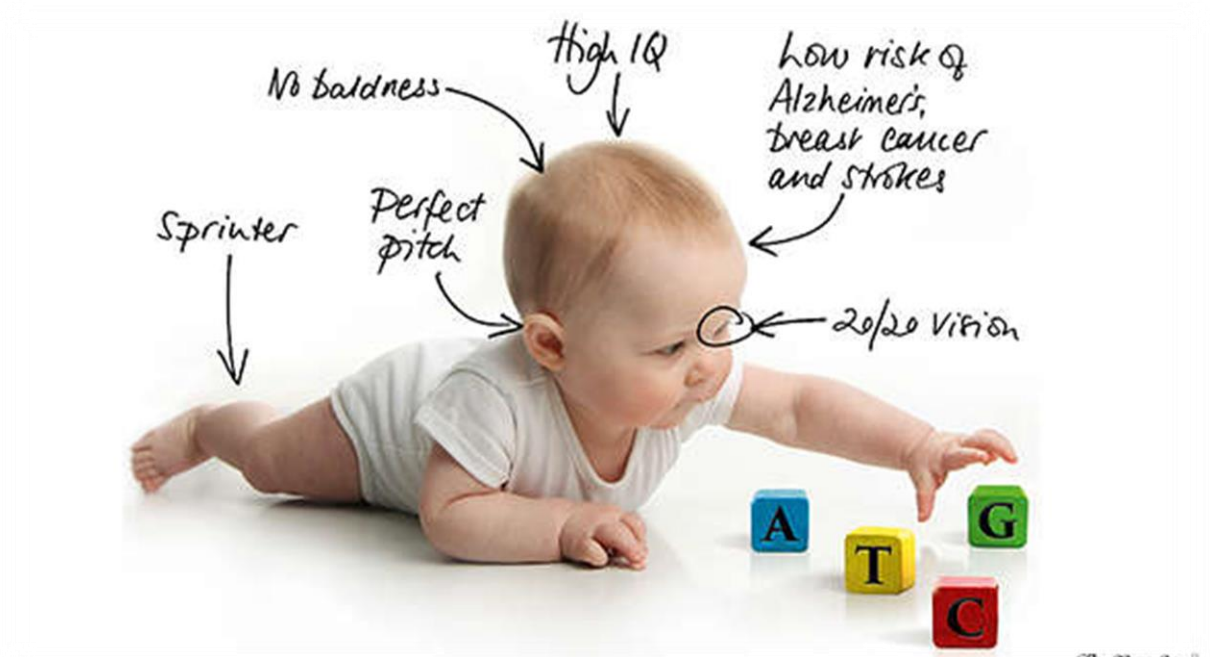 High IQ
No baldness
Low risk of
Alzheimer's,
breast cancer
and strokes
Perfect
pitch
Sprinter
20/20 Vision
A
G
T
C